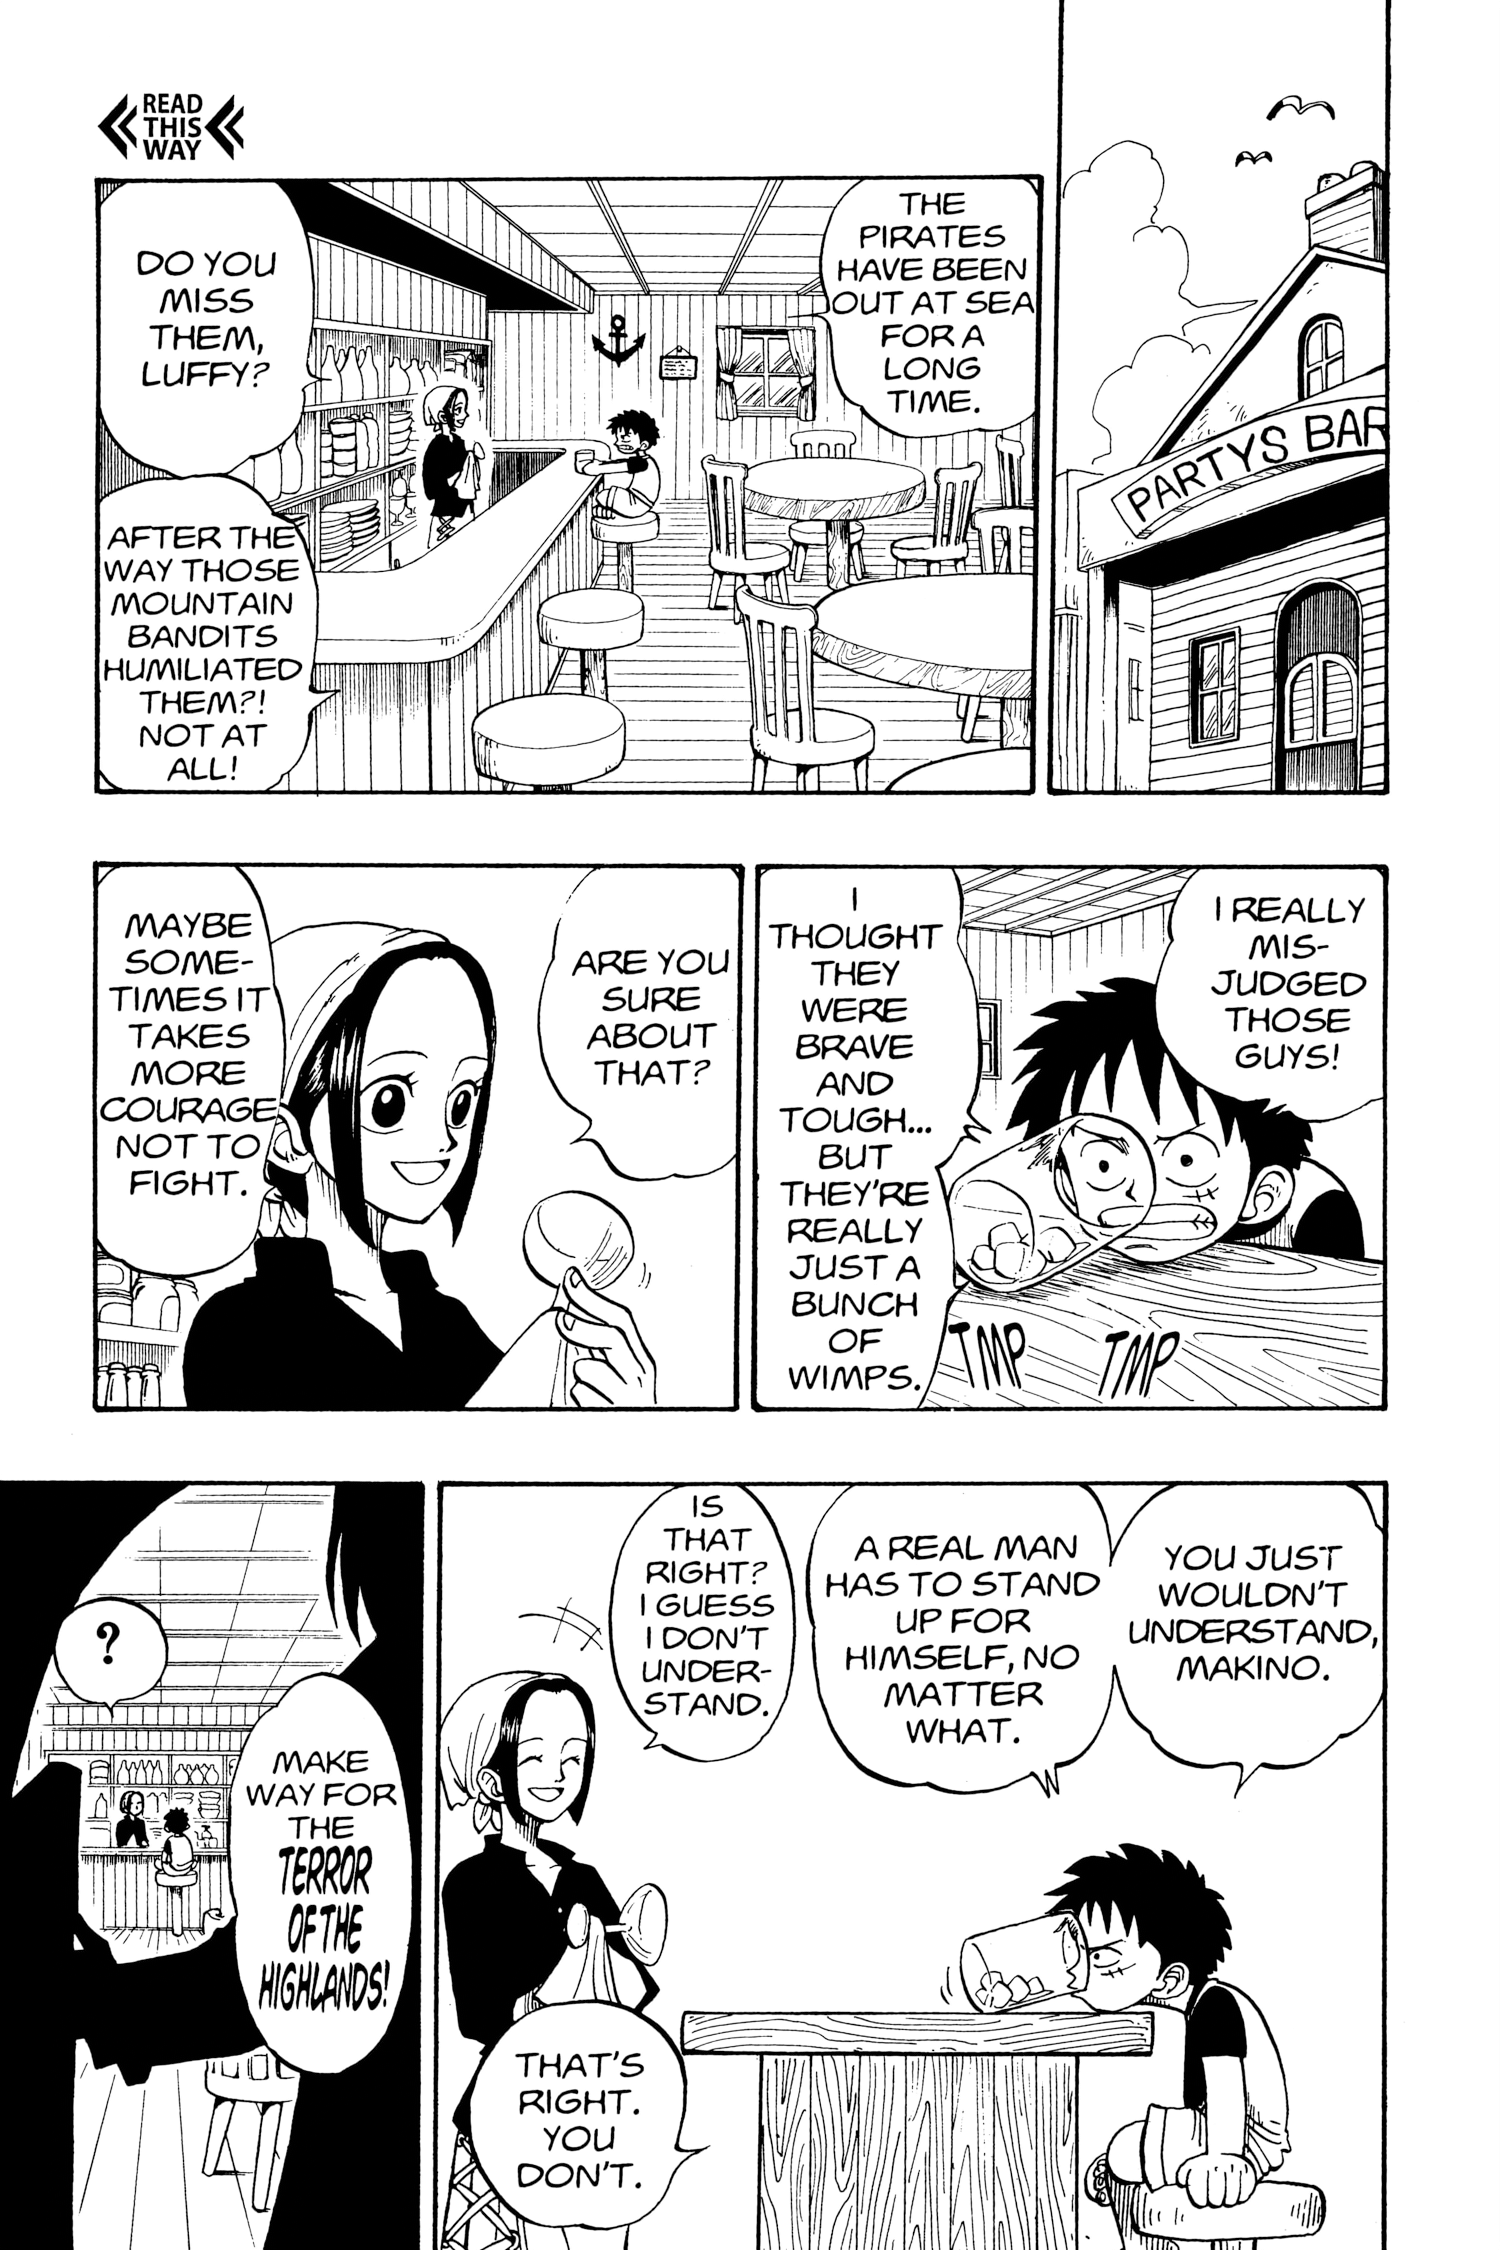 READ
THIS
WAY
PARTYS BAR
THE
PIRATES
HAVE BEEN
OUT AT SEA
FOR A
LONG
TIME.
DO YOU
MISS
THEM,
LUFFY?
AFTER THE
WAY THOSE
MOUNTAIN
BANDITS
HUMILIATED
THEM?!
NOT AT
ALL!
I REALLY
MIS-
JUDGED
THOSE
GUYS!
I
THOUGHT
THEY
WERE
BRAVE
AND
TOUGH...
BUT
THEY'RE
REALLY
JUST A
BUNCH
OF
WIMPS.
TMP
TMP
ARE YOU
SURE
ABOUT
THAT?
MAYBE
SOME-
TIMES IT
TAKES
MORE
COURAGE
NOT TO
FIGHT.
YOU JUST
WOULDN'T
UNDERSTAND,
MAKINO.
A REAL MAN
HAS TO STAND
UP FOR
HIMSELF, NO
MATTER
WHAT.
IS
THAT
RIGHT?
I GUESS
I DON'T
UNDER-
STAND.
THAT'S
RIGHT.
YOU
DON'T.
?
MAKE
WAY FOR
THE
TERROR
OF THE
HIGHLANDS!